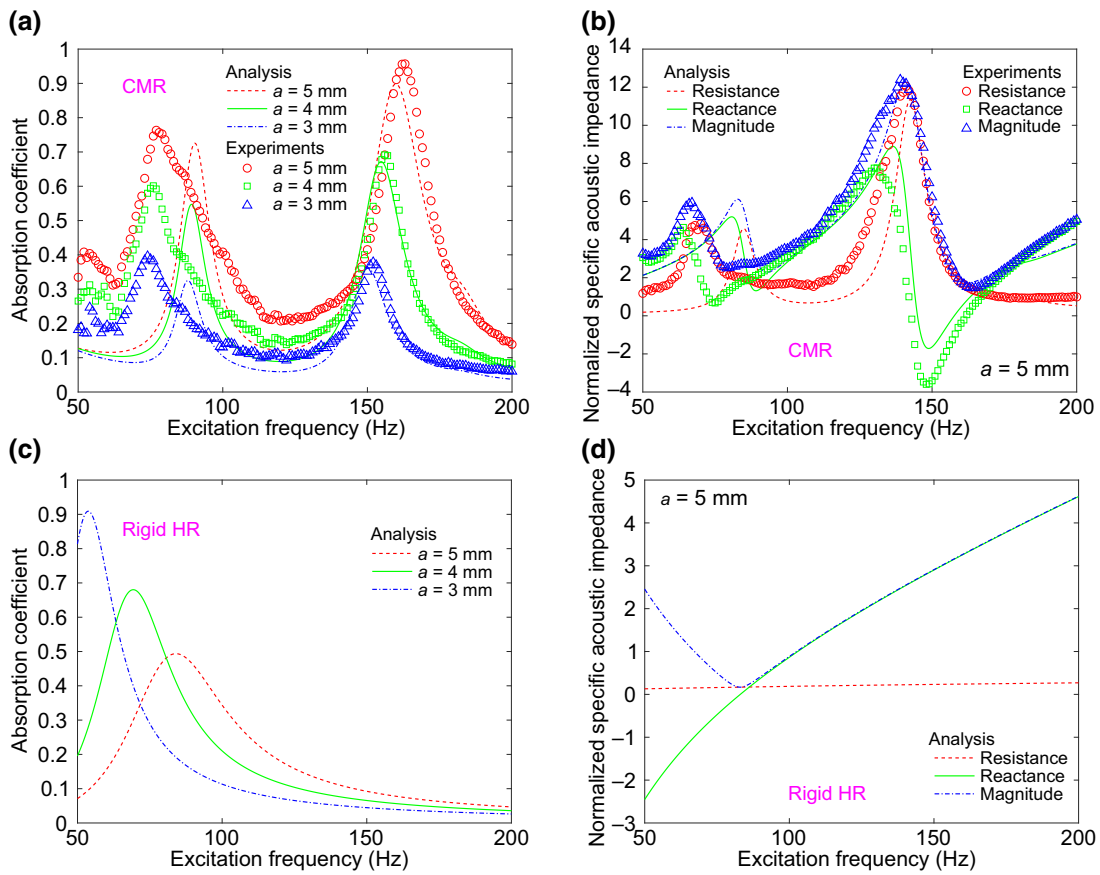 (a)
Absorption coefficient
1
0.9
0.8
0.7
0.6
0.5
0.4
0.3
0.2
0.1
0
CMR
Analysis
a = 5 mm
a = 4 mm
a = 3 mm
Experiments
a = 5 mm
a = 4 mm
a = 3 mm
50 100 150 200
Excitation frequency (Hz)
(b)
Normalized specific acoustic impedance
14
12
10
8
6
4
2
0
–2
–4
Analysis
Resistance
Reactance
Magnitude
Experiments
Resistance
Reactance
Magnitude
CMR
a = 5 mm
50 100 150 200
Excitation frequency (Hz)
(c)
Absorption coefficient
1
0.9
0.8
0.7
0.6
0.5
0.4
0.3
0.2
0.1
0
Rigid HR
Analysis
a = 5 mm
a = 4 mm
a = 3 mm
50 100 150 200
Excitation frequency (Hz)
(d)
Normalized specific acoustic impedance
5
4
3
2
1
0
–1
–2
–3
a = 5 mm
Analysis
Resistance
Reactance
Magnitude
Rigid HR
50 100 150 200
Excitation frequency (Hz)